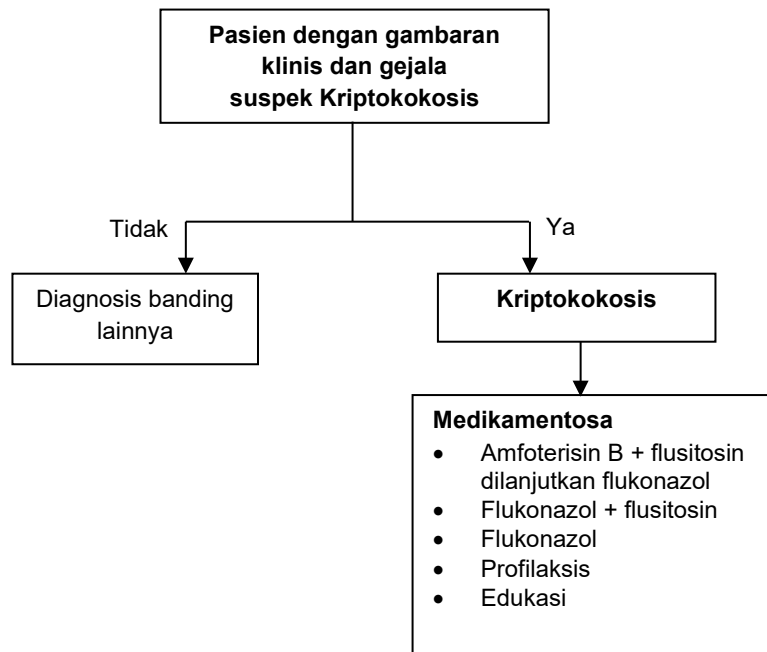 Pasien dengan gambaran
klinis dan gejala
suspek Kriptokokosis
Tidak
Ya
Diagnosis banding
lainnya
Kriptokokosis
Medikamentosa
• Amfoterisin B + flusitosin
dilanjutkan flukonazol
• Flukonazol + flusitosin
• Flukonazol
• Profilaksis
• Edukasi